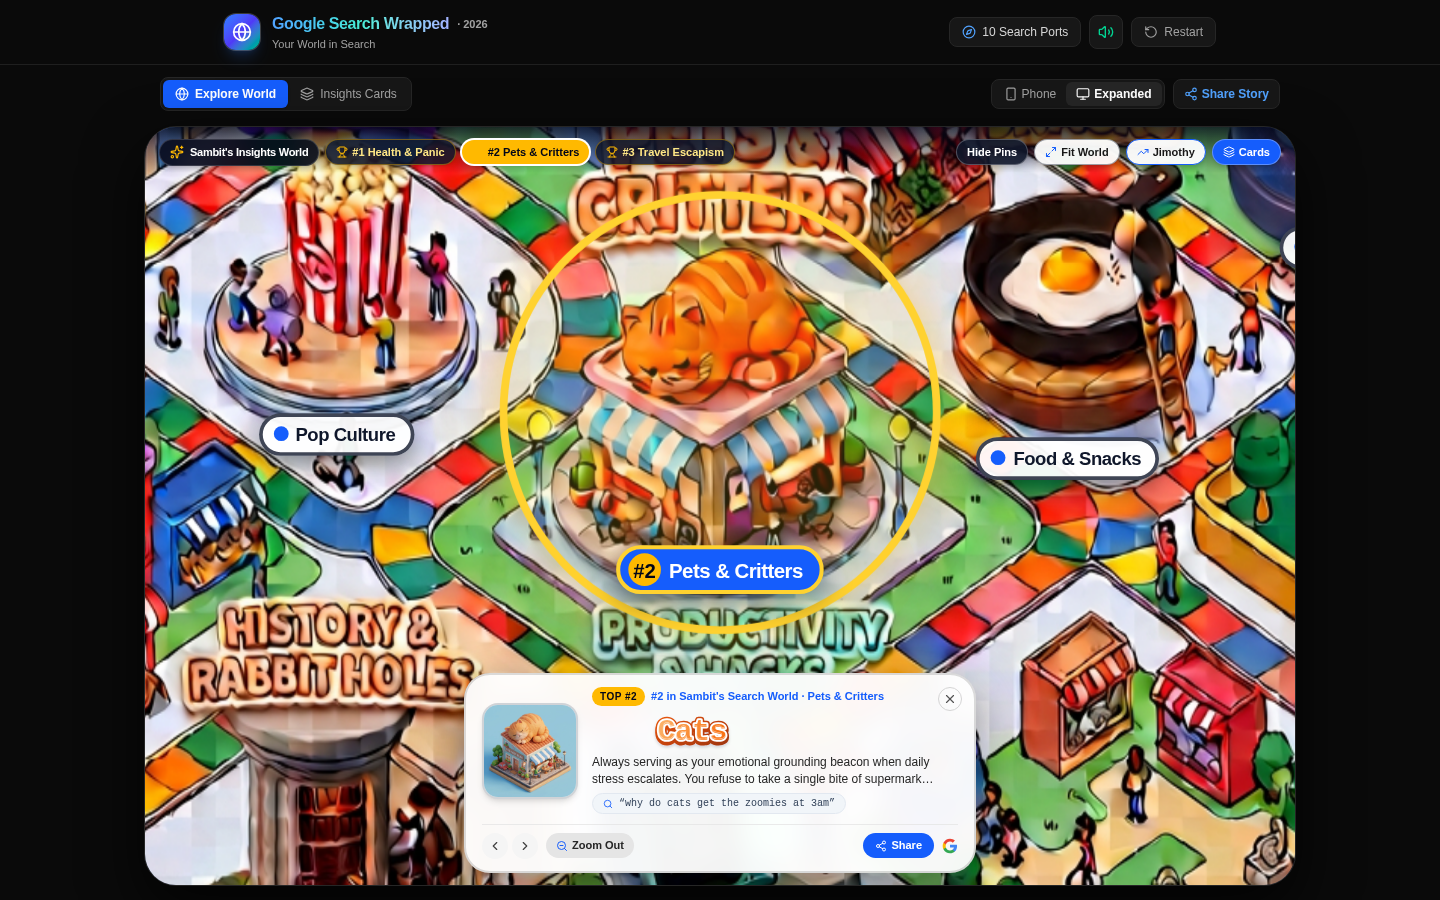 Google Search Wrapped · 2026
Your World in Search
10 Search Ports
Restart
Explore World
Insights Cards
Phone
Expanded
Share Story
Sambit's Insights World
#1 Health & Panic
#2 Pets & Critters
#3 Travel Escapism
Hide Pins
Fit World
Jimothy
Cards
CRITTERS
Pop Culture
Food & Snacks
#2 Pets & Critters
HISTORY &
RABBIT HOLES
PRODUCTIVITY
& HACKS
TOP #2
#2 in Sambit's Search World · Pets & Critters
Cats
Always serving as your emotional grounding beacon when daily
stress escalates. You refuse to take a single bite of supermark…
“why do cats get the zoomies at 3am”
Zoom Out
Share